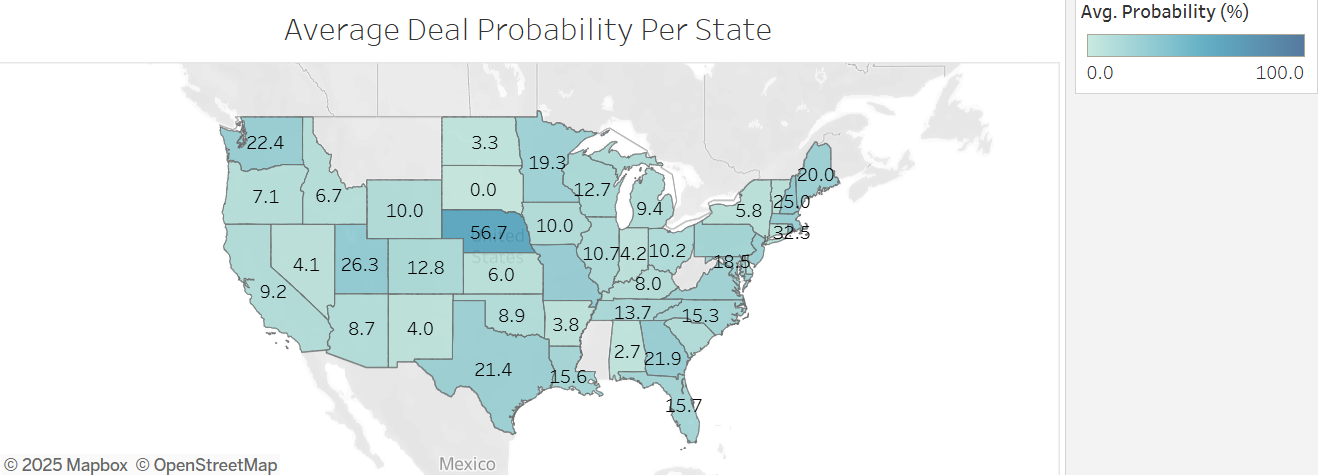 Average Deal Probability Per State
Avg. Probability (%)
0.0 100.0
22.4 3.3 19.3 20.0
7.1 6.7 10.0 0.0 12.7 9.4 5.8 25.0
56.7 10.0 32.5
United
States
4.1 26.3 12.8 6.0 10.7 4.2 10.2 18.5
9.2 8.0
8.7 4.0 8.9 3.8 13.7 15.3
21.4 15.6 2.7 21.9
15.7
Mexico
© 2025 Mapbox © OpenStreetMap